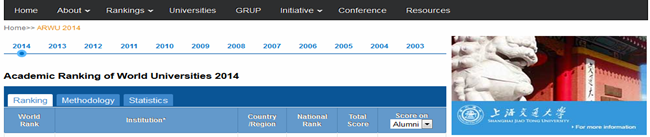 Home About Rankings Universities GRUP Initiative Conference Resources
Home>> ARWU 2014
2014 2013 2012 2011 2010 2009 2008 2007 2006 2005 2004 2003
Academic Ranking of World Universities 2014
Ranking Methodology Statistics
World Rank Institution* Country /Region National Rank Total Score Score on Alumni
上海交通大学
SHANGHAI JIAO TONG UNIVERSITY
For more information